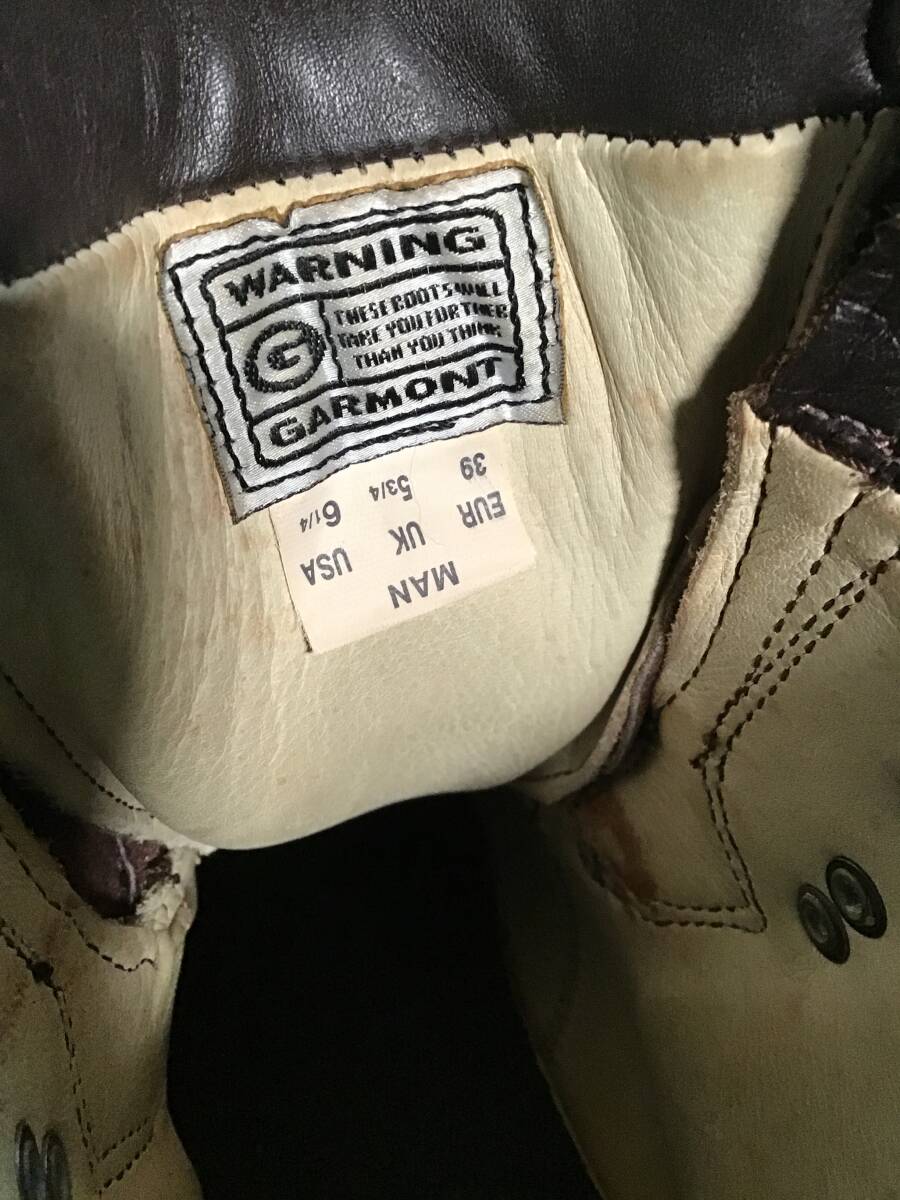 WARNING
G
THESE BOOTS WILL
TAKE YOU FURTHER
THAN YOU THINK
GARMONT
MAN
EUR UK USA
39 5 3/4 6 1/4